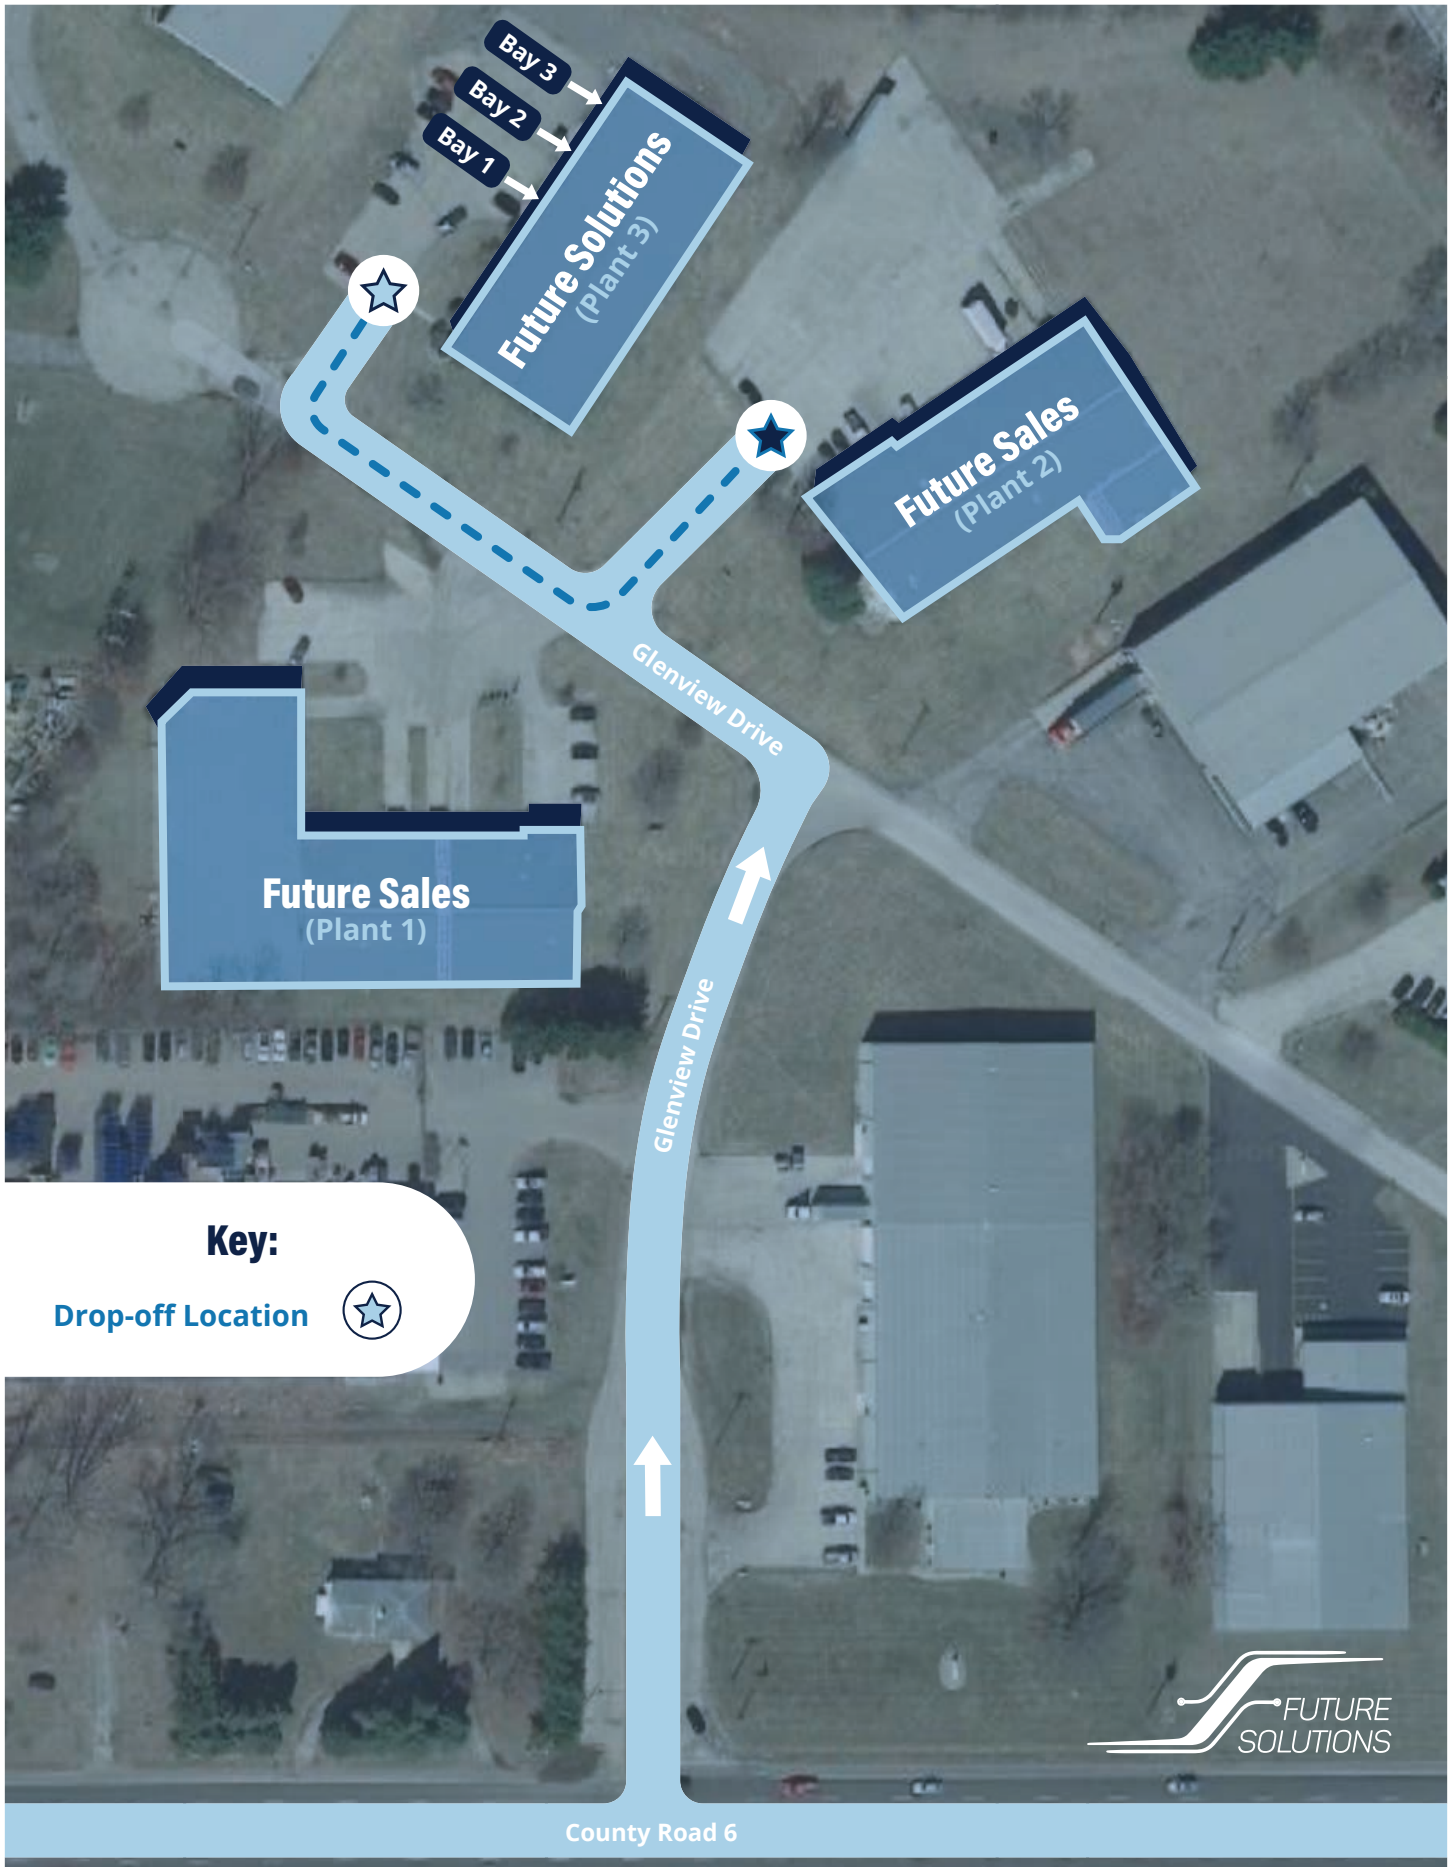 Bay 3
Bay 2
Bay 1
Future Solutions
(Plant 3)
Future Sales
(Plant 2)
Glenview Drive
Future Sales
(Plant 1)
Glenview Drive
Key:
Drop-off Location
FUTURE
SOLUTIONS
County Road 6